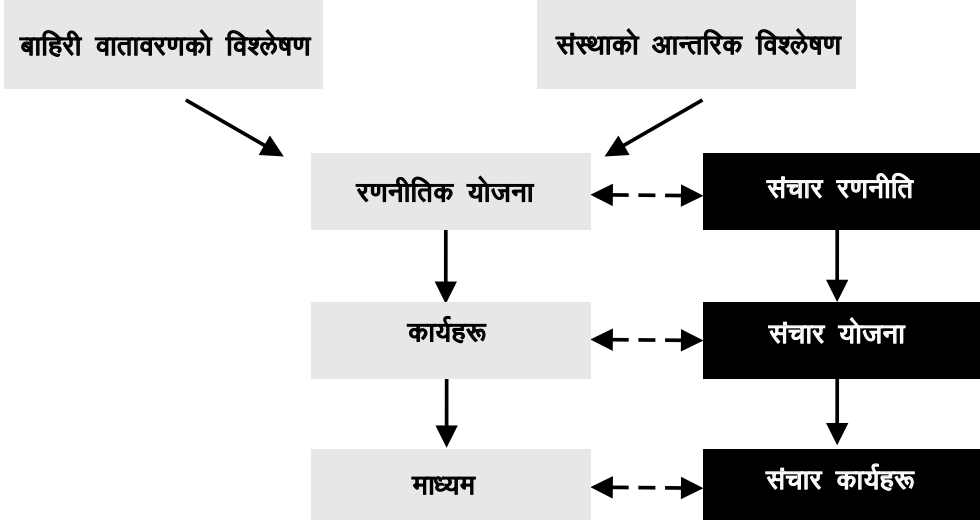 बाहिरी वातावरणको विश्लेषण
संस्थाको आन्तरिक विश्लेषण
रणनीतिक योजना
संचार रणनीति
कार्यहरू
संचार योजना
माध्यम
संचार कार्यहरू